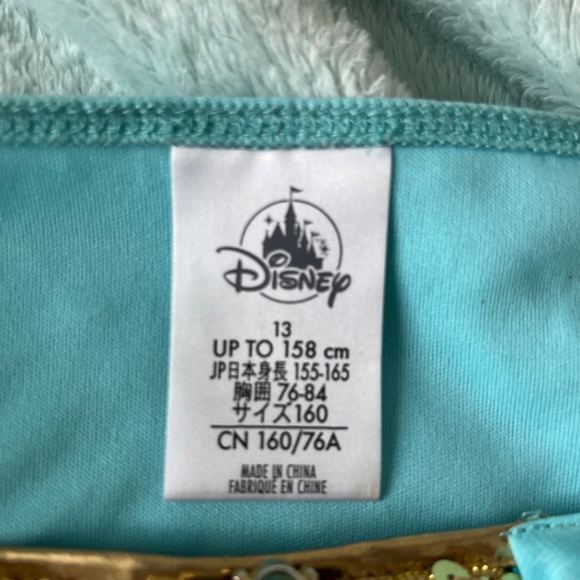 Disney
13
UP TO 158 cm
JP日本身長 155-165
胸囲 76-84
サイズ160
CN 160/76A
MADE IN CHINA
FABRIQUÉ EN CHINE